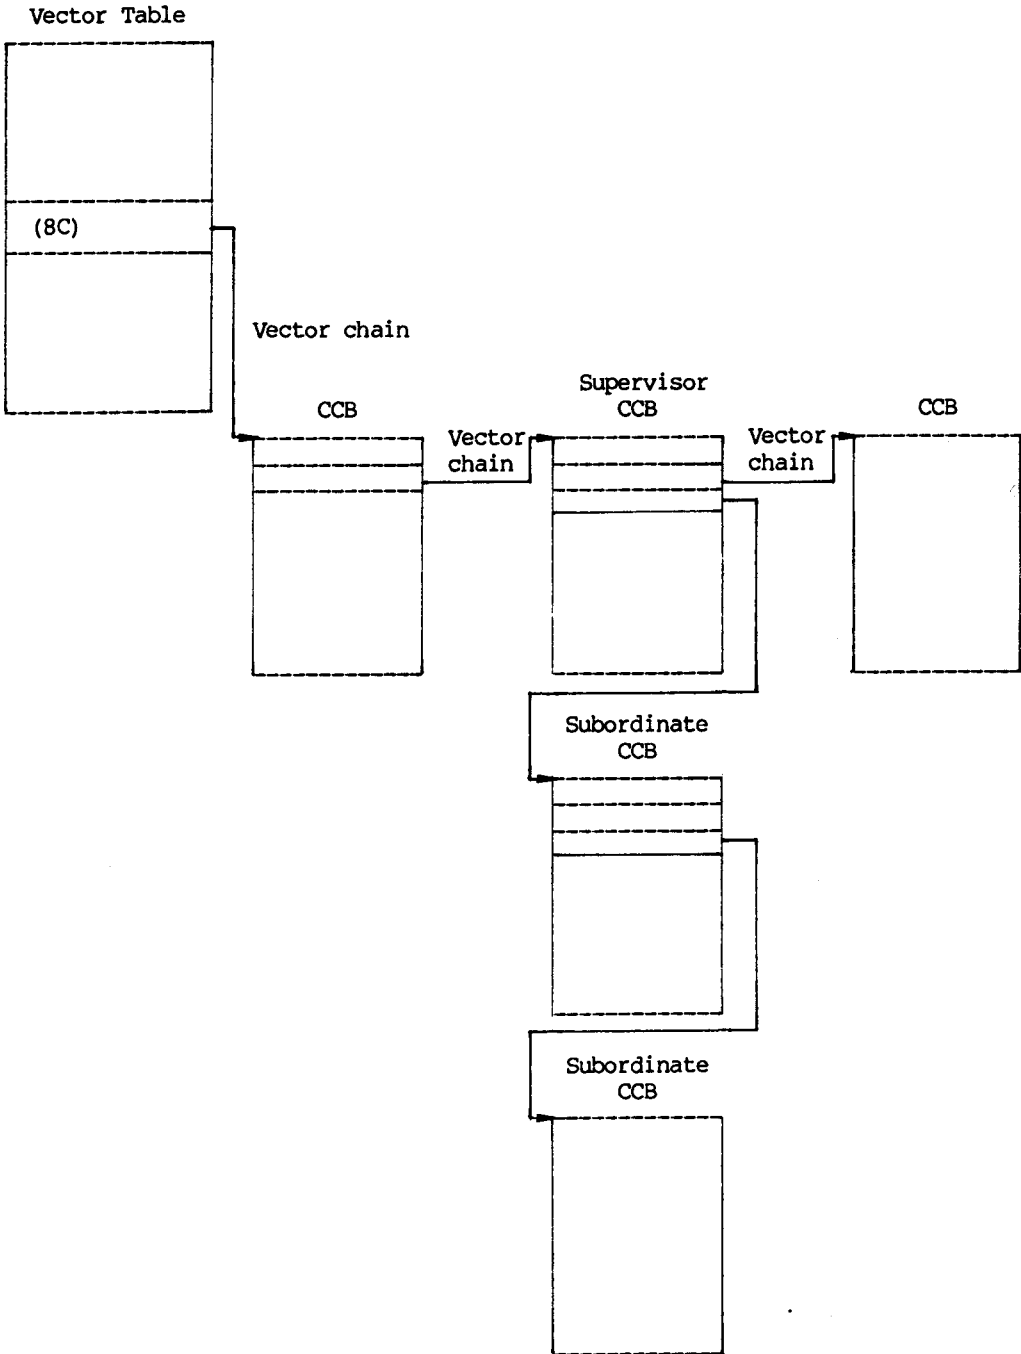 Vector Table
(8C)
Vector chain
CCB
Vector
chain
Supervisor
CCB
Vector
chain
CCB
Subordinate
CCB
Subordinate
CCB